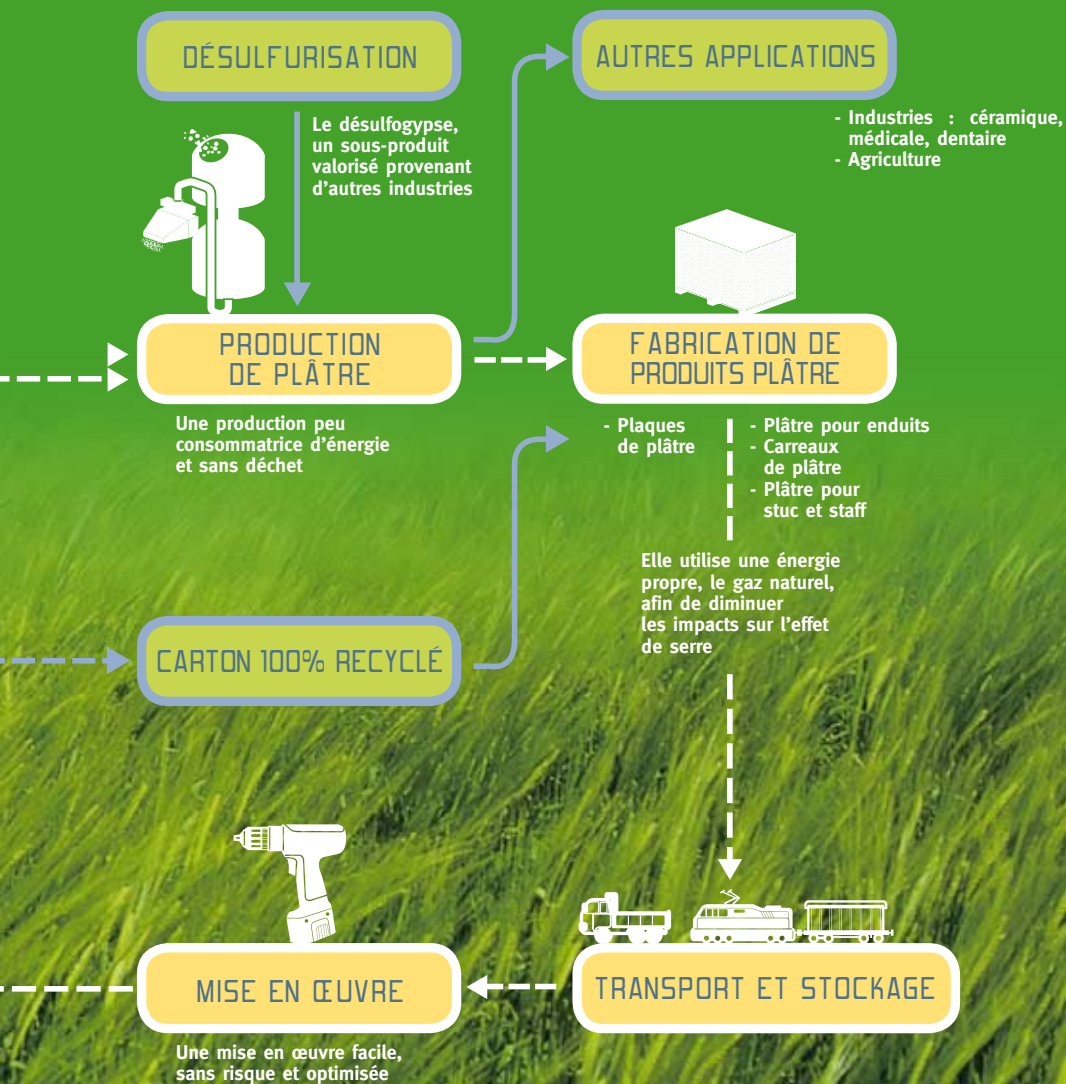 DÉSULFURISATION
Le désulfogypse,
un sous-produit
valorisé provenant
d'autres industries
AUTRES APPLICATIONS
- Industries : céramique,
médicale, dentaire
- Agriculture
PRODUCTION
DE PLÂTRE
Une production peu
consommatrice d'énergie
et sans déchet
FABRICATION DE
PRODUITS PLÂTRE
- Plaques
de plâtre
- Plâtre pour enduits
- Carreaux
de plâtre
- Plâtre pour
stuc et staff
Elle utilise une énergie
propre, le gaz naturel,
afin de diminuer
les impacts sur l'effet
de serre
CARTON 100% RECYCLÉ
TRANSPORT ET STOCKAGE
MISE EN ŒUVRE
Une mise en œuvre facile,
sans risque et optimisée